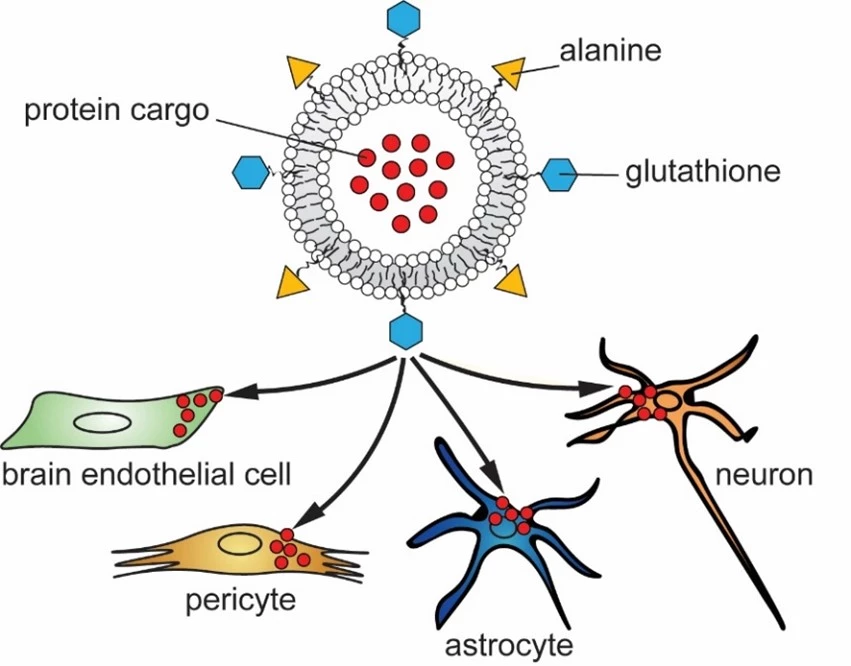 alanine
protein cargo
glutathione
brain endothelial cell
neuron
pericyte
astrocyte